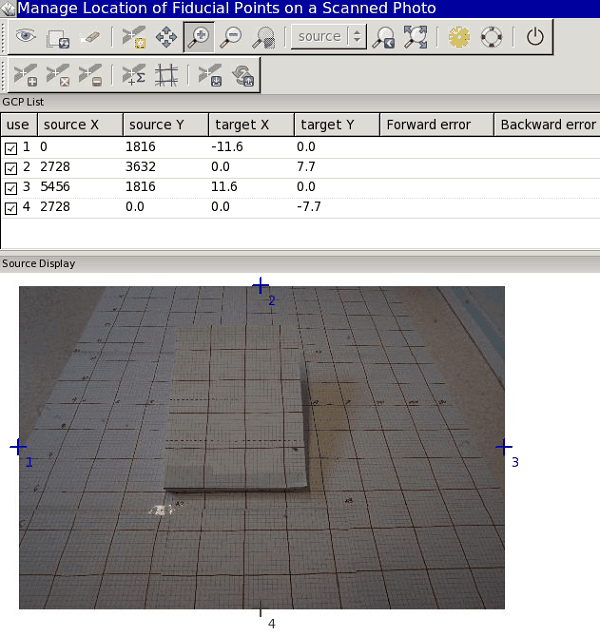 Manage Location of Fiducial Points on a Scanned Photo
source
GCP List
use source X source Y target X target Y Forward error Backward error
1 0 1816 -11.6 0.0
2 2728 3632 0.0 7.7
3 5456 1816 11.6 0.0
4 2728 0.0 0.0 -7.7
Source Display
2
1
3
4